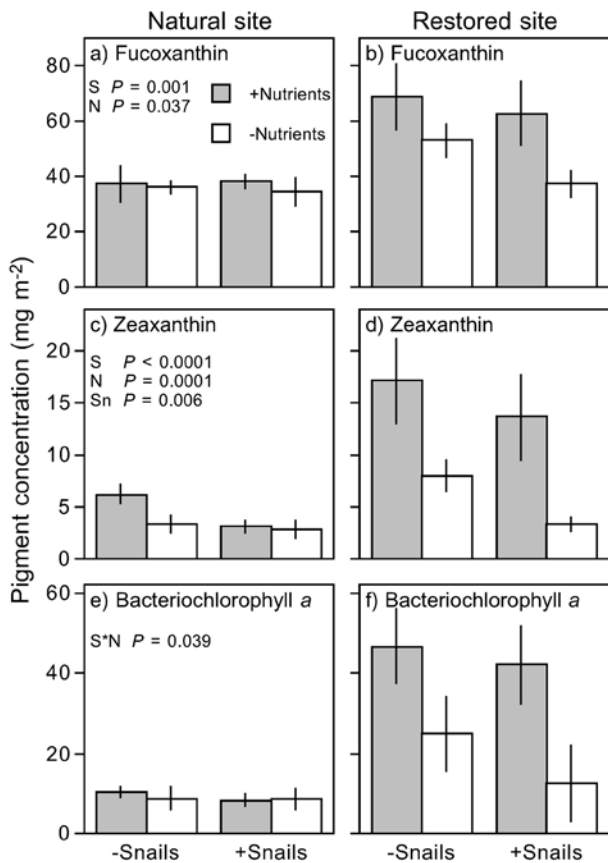 Natural site
Restored site
a) Fucoxanthin
S P = 0.001
N P = 0.037
+Nutrients
-Nutrients
b) Fucoxanthin
80
60
40
20
0
c) Zeaxanthin
S P < 0.0001
N P = 0.0001
Sn P = 0.006
d) Zeaxanthin
20
15
10
5
0
e) Bacteriochlorophyll a
S*N P = 0.039
f) Bacteriochlorophyll a
60
40
20
0
Pigment concentration (mg m-2)
-Snails
+Snails
-Snails
+Snails